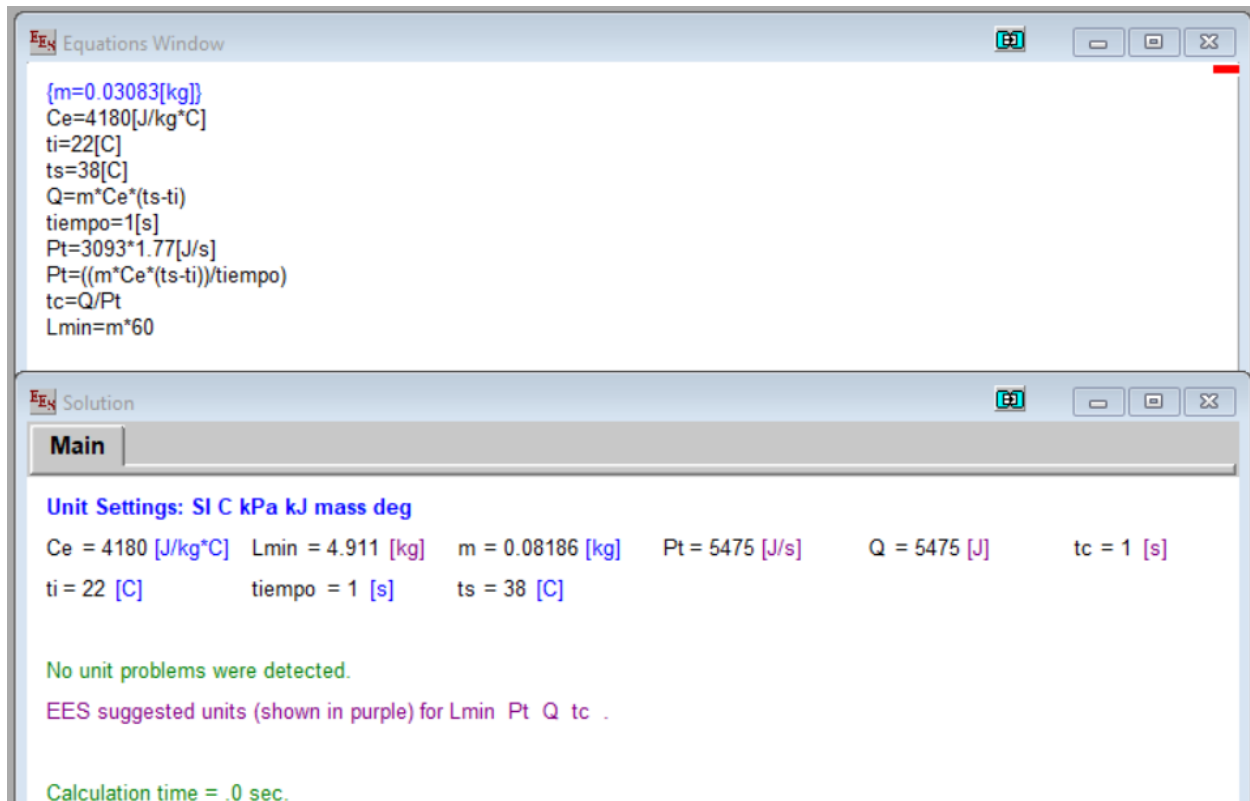 EES Equations Window
{m=0.03083[kg]}
Ce=4180[J/kg*C]
ti=22[C]
ts=38[C]
Q=m*Ce*(ts-ti)
tiempo=1[s]
Pt=3093*1.77[J/s]
Pt=((m*Ce*(ts-ti))/tiempo)
tc=Q/Pt
Lmin=m*60
EES Solution
Main
Unit Settings: SI C kPa kJ mass deg
Ce = 4180 [J/kg*C] Lmin = 4.911 [kg] m = 0.08186 [kg] Pt = 5475 [J/s] Q = 5475 [J] tc = 1 [s]
ti = 22 [C] tiempo = 1 [s] ts = 38 [C]
No unit problems were detected.
EES suggested units (shown in purple) for Lmin Pt Q tc .
Calculation time = .0 sec.